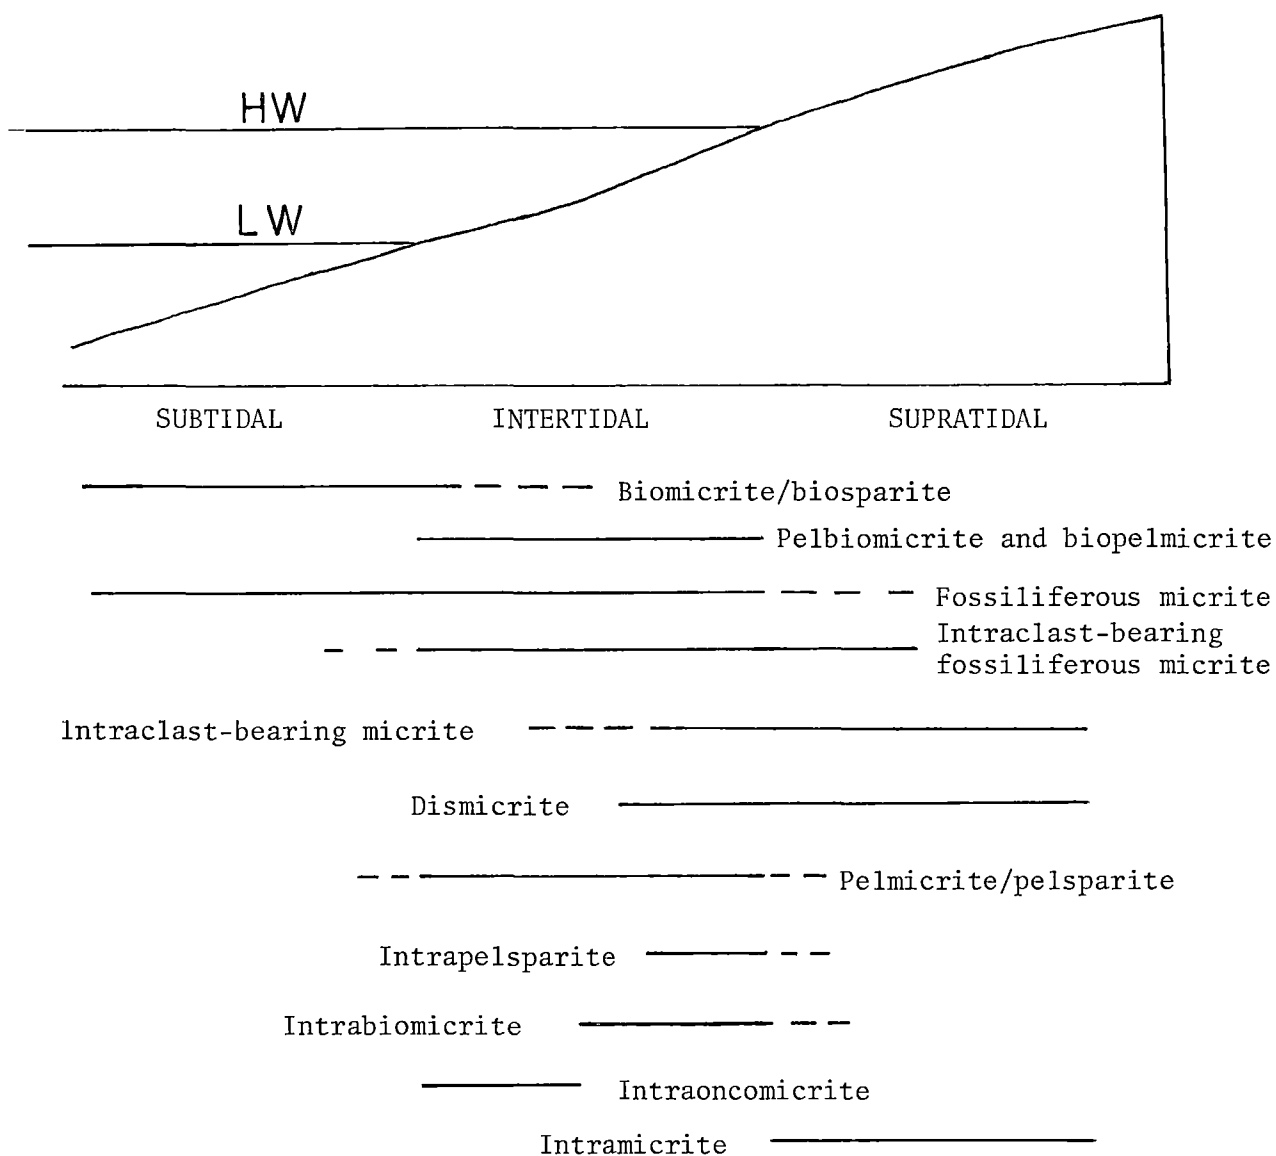 HW
LW
SUBTIDAL INTERTIDAL SUPRATIDAL
Biomicrite/biosparite
Pelbiomicrite and biopelmicrite
Fossiliferous micrite
Intraclast-bearing
fossiliferous micrite
Intraclast-bearing micrite
Dismicrite
Pelmicrite/pelsparite
Intrapelsparite
Intrabiomicrite
Intraoncomicrite
Intramicrite